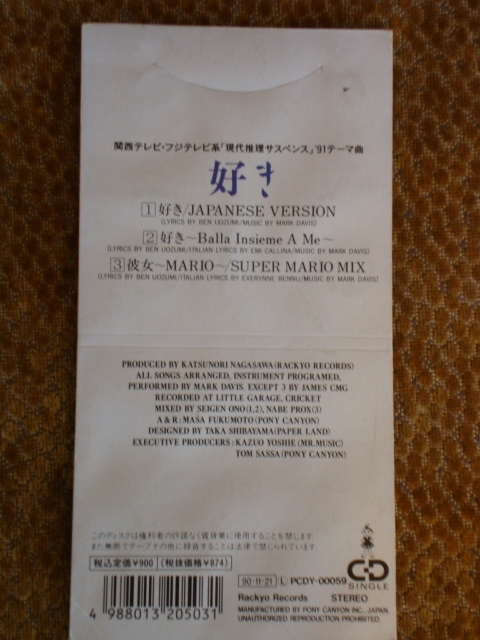 関西テレビ・フジテレビ系「現代推理サスペンス」'91テーマ曲
好き
1 好き/JAPANESE VERSION
(LYRICS BY BEN UOZUMI/MUSIC BY MARK DAVIS)
2 好き〜Balla Insieme A Me〜
(LYRICS BY BEN UOZUMI/ITALIAN LYRICS BY EMI CALLINA/MUSIC BY MARK DAVIS)
3 彼女〜MARIO〜/SUPER MARIO MIX
(LYRICS BY BEN UOZUMI/ITALIAN LYRICS BY EVERYNNE BENNU/MUSIC BY MARK DAVIS)
PRODUCED BY KATSUNORI NAGASAWA(RACKYO RECORDS)
ALL SONGS ARRANGED, INSTRUMENT PROGRAMED,
PERFORMED BY MARK DAVIS. EXCEPT 3 BY JAMES CMG
RECORDED AT LITTLE GARAGE, CRICKET
MIXED BY SEIGEN ONO(1,2), NABE PROX(3)
A&R:MASA FUKUMOTO(PONY CANYON)
DESIGNED BY TAKA SHIBAYAMA(PAPER LAND)
EXECUTIVE PRODUCERS:KAZUO YOSHIE(MR.MUSIC)
TOM SASSA(PONY CANYON)
このディスクは権利者の許諾なく賃貸業に使用することを禁じます
また無断でテープその他に録音することは法律で禁じられています
税込定価¥900 (税抜価格¥874)
4 988013 205031
90・11・21 L PCDY-00059
Rackyo Records STEREO
MANUFACTURED BY PONY CANYON INC., JAPAN.
UNAUTHORIZED REPRODUCTION PROHIBITED.
CD
SINGLE